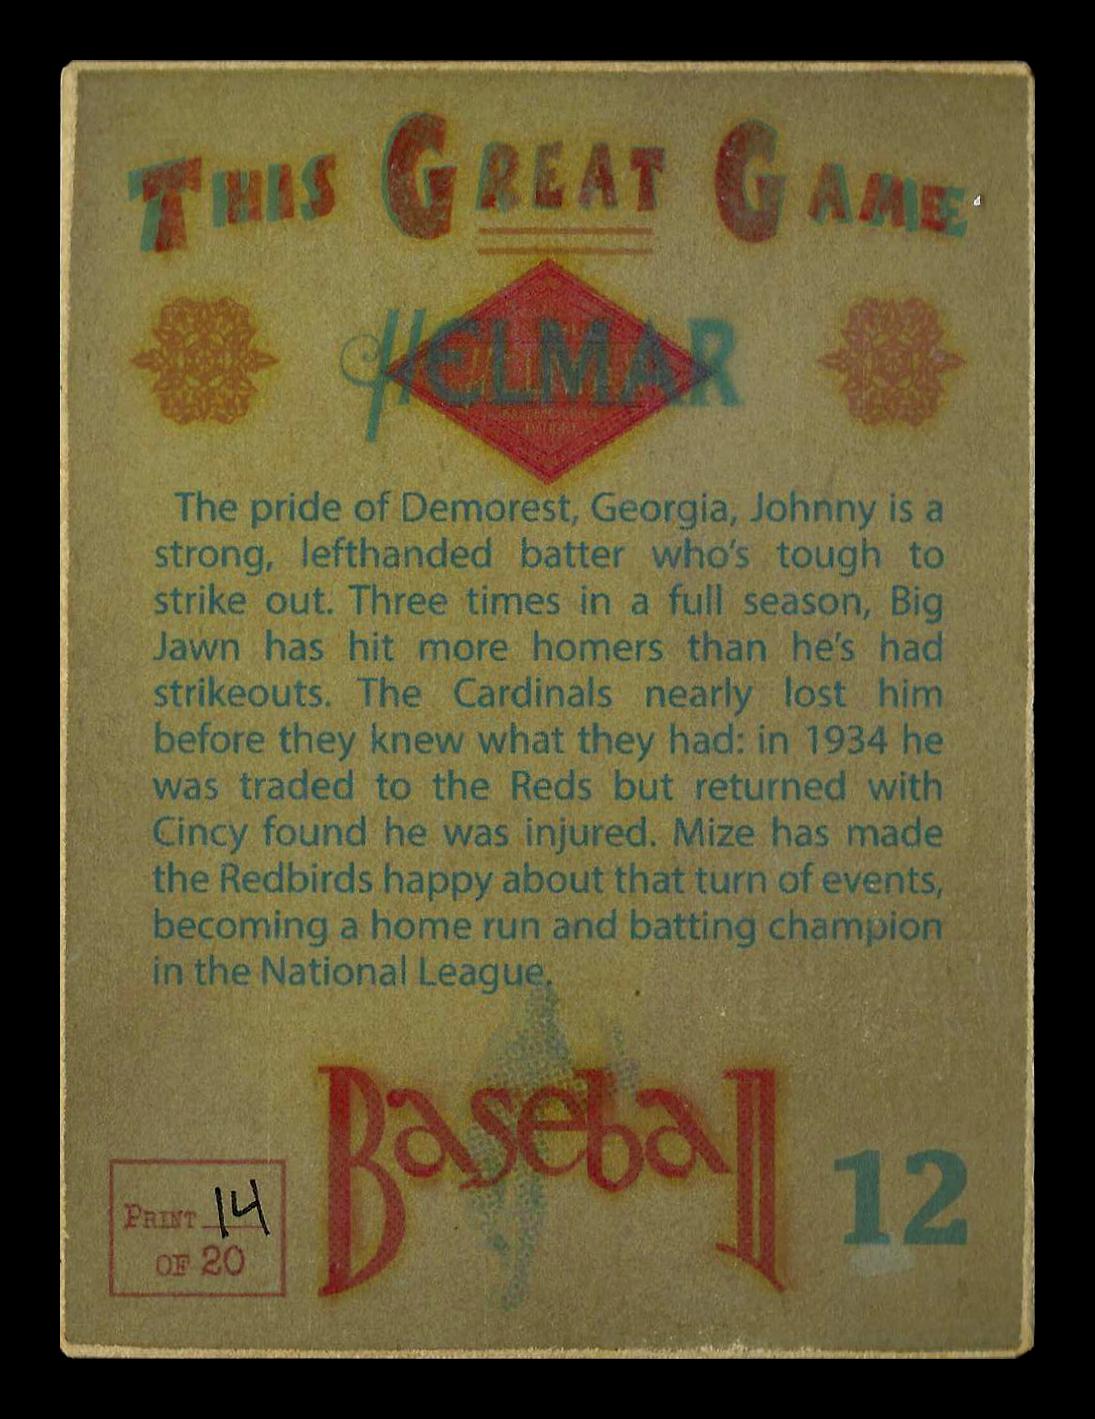 THIS GREAT GAME
HELMAR
The pride of Demorest, Georgia, Johnny is a
strong, lefthanded batter who's tough to
strike out. Three times in a full season, Big
Jawn has hit more homers than he's had
strikeouts. The Cardinals nearly lost him
before they knew what they had: in 1934 he
was traded to the Reds but returned with
Cincy found he was injured. Mize has made
the Redbirds happy about that turn of events,
becoming a home run and batting champion
in the National League.
Baseball
12
PRINT 14
OF 20